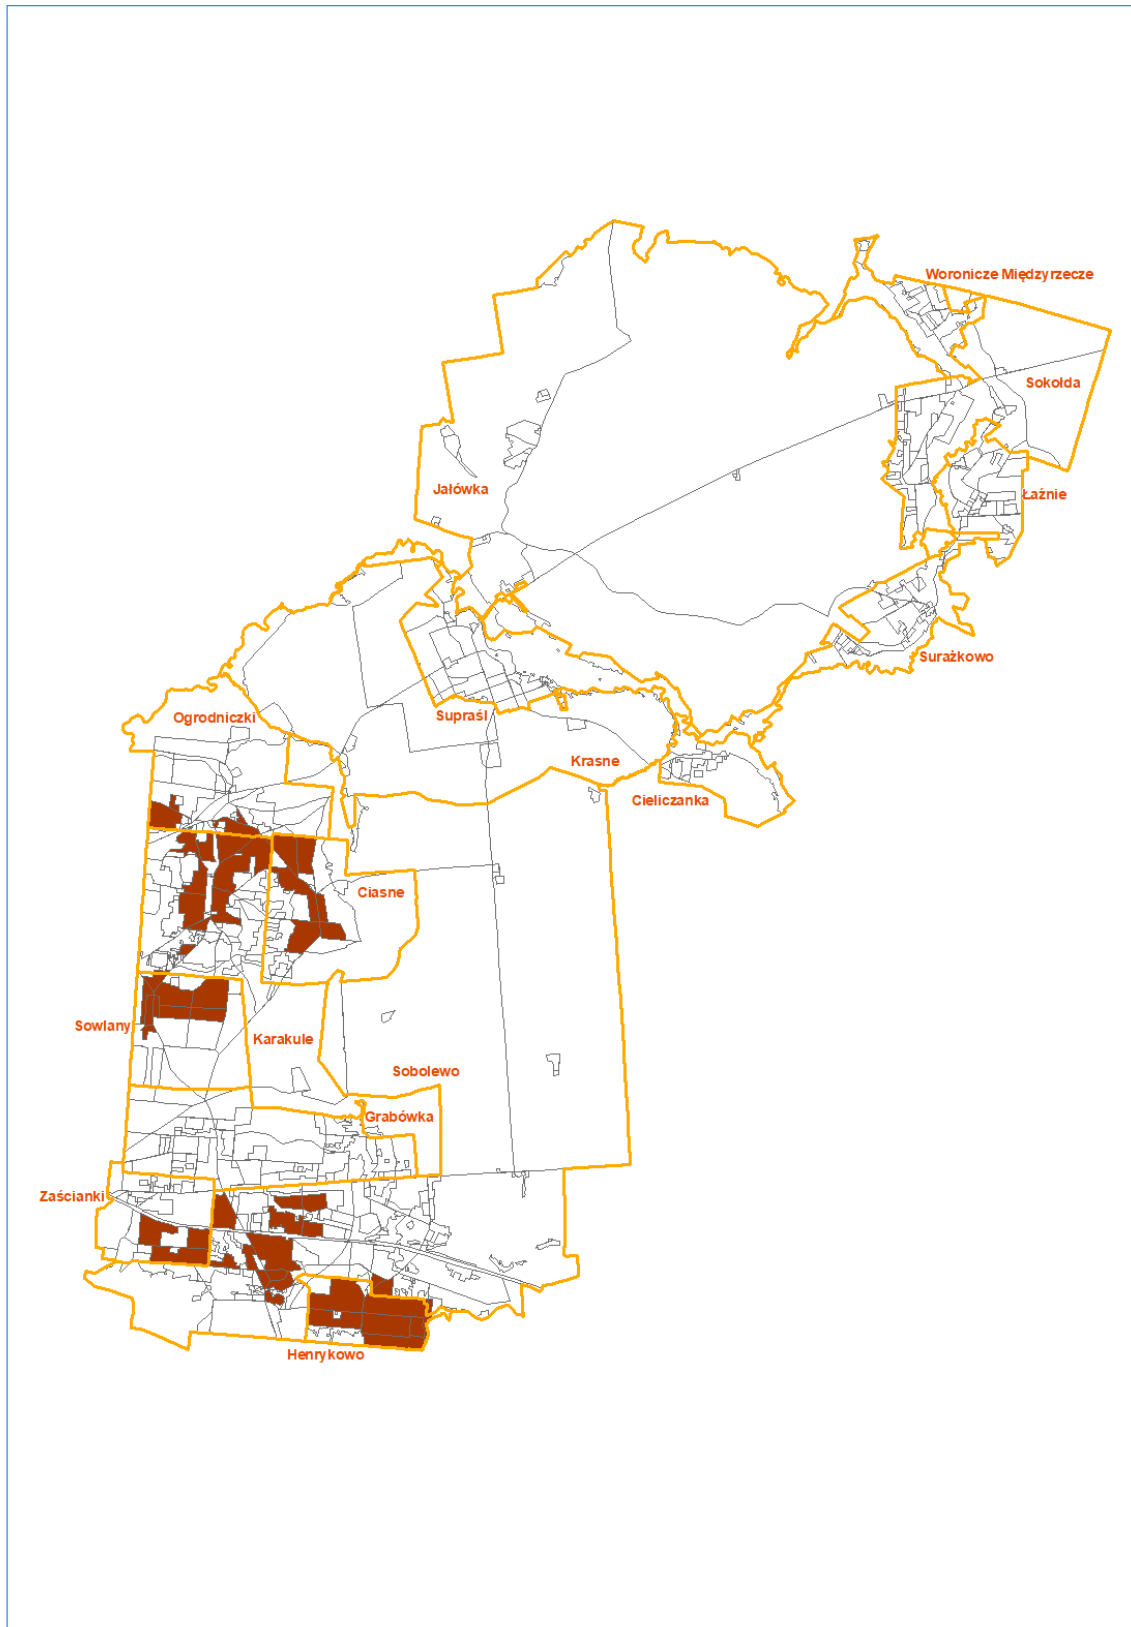 Woronicze Międzyrzecze
Sokołda
Jałówka
Łaźnie
Surażkowo
Ogrodniczki
Supraśl
Krasne
Cieliczanka
Ciasne
Sowlany
Karakule
Sobolewo
Grabówka
Zaścianki
Henrykowo